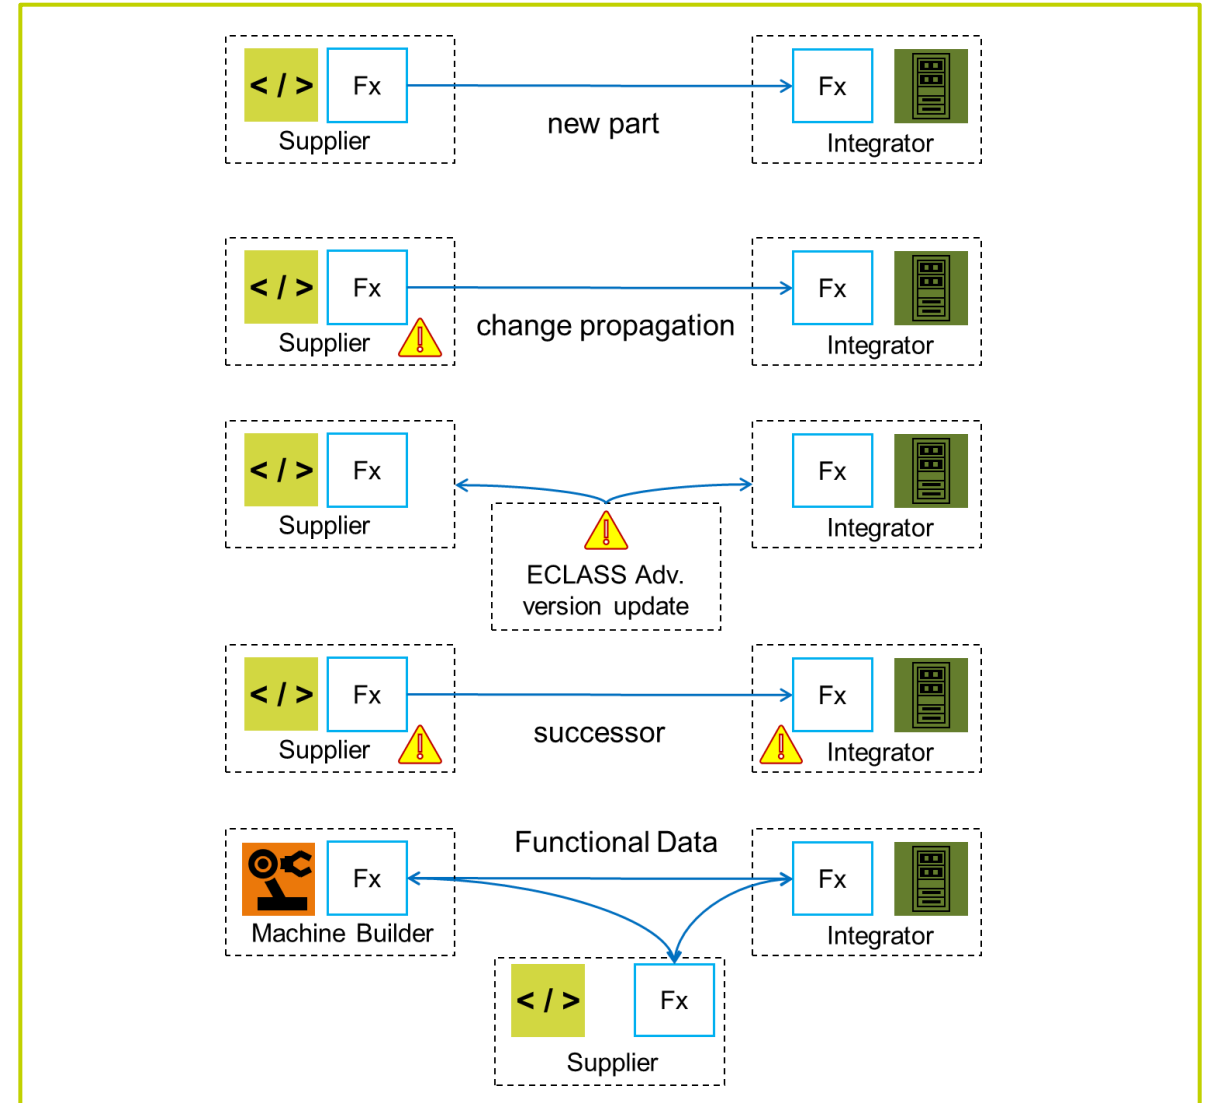 < / > Fx Fx
new part
Supplier Integrator
< / > Fx Fx
change propagation
Supplier Integrator
< / > Fx Fx
Supplier Integrator
ECLASS Adv.
version update
< / > Fx Fx
successor
Supplier Integrator
Functional Data
Fx Fx
Machine Builder Integrator
< / > Fx
Supplier